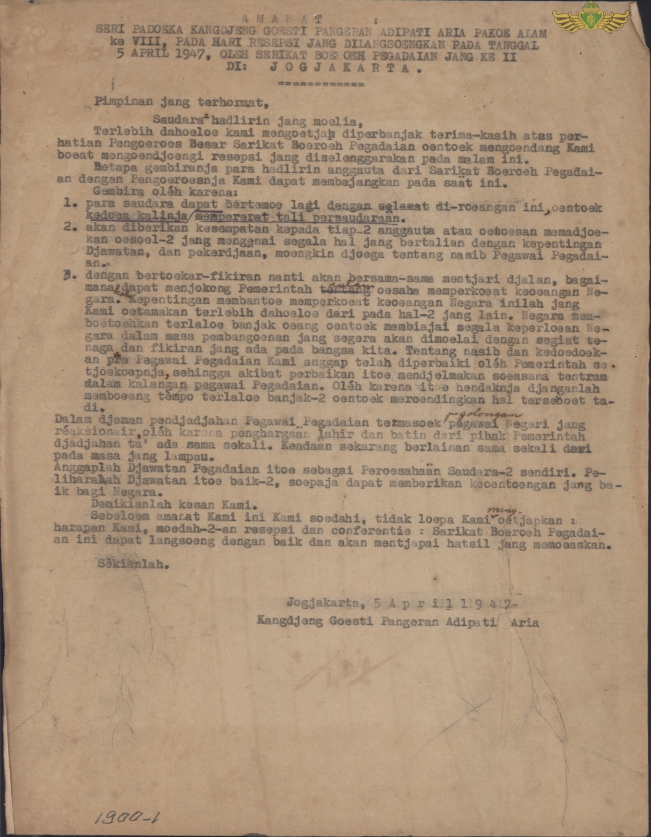 A M A N A T :
SERI PADOEKA KANGDJENG GOESTI PANGERAN ADIPATI ARIA PAKOE ALAM
ke VIII, PADA HARI RESEPSI JANG DILANGSOENGKAN PADA TANGGAL
5 APRIL 1947, OLEH SERIKAT BOEROEH PEGADAIAN JANG KE II
DI: J O G J A K A R T A .
Pimpinan jang terhormat,
Saudara² hadlirin jang moelia,
Terlebih dahoeloe kami mengoetjap diperbanjak terima-kasih atas per-
hatian Pengoeroes Besar Sarikat Boeroeh Pegadaian oentoek mengoendang Kami
boeat mengoendjoengi resepsi jang diselenggarakan pada malam ini.
Betapa gembiranja para hadlirin anggauta dari Sarikat Boeroeh Pegadai-
an dengan Pengoeroesnja Kami dapat membajangkan pada saat ini.
Gembira oléh karena:
1. para saudara dapat bertemoe lagi dengan selamat di-roeangan ini, oentoek
kedoea kalinja/mempererat tali persaudaraan.
2. akan diberikan kesempatan kepada tiap-2 anggauta atau oetoesan memadjoe-
kan oesoel-2 jang mengenai segala hal jang bertalian dengan kepentingan
Djawatan, dan pekerdjaan, moengkin djoega tentang nasib Pegawai Pegadai-
an.
3. dengan bertoekar-fikiran nanti akan bersama-sama mentjari djalan, bagai-
mana dapat menjokong Pemerintah tentang dalam oesaha memperkoeat keoeangan Ne-
gara. Kepentingan membantoe memperkoeat keoeangan Negara inilah jang
Kami oetamakan terlebih dahoeloe dari pada hal-2 jang lain. Negara mem-
boetoehkan terlaloe banjak oeang oentoek membiajai segala keperloean Ne-
gara dalam masa pembangoenan jang segera akan dimoelai dengan segiat te-
naga dan fikiran jang ada pada bangsa kita. Tentang nasib dan kedoedoek-
an para Pegawai Pegadaian Kami anggap telah diperbaiki oléh Pemerintah se-
tjoekoepnja, sehingga akibat perbaikan itoe mendjelmakan soeasana tentram
dalam kalangan pegawai Pegadaian. Oléh karena itoe hendaknja djanganlah
memboeang tempo terlaloe banjak-2 oentoek meroendingkan hal terseboet ta-
di.
Dalam djaman pendjadjahan Pegawai Pegadaian termasoek golongan pegawai Negeri jang
reaksionair, oléh karena penghargaan lahir dan batin dari pihak Pemerintah
djadjahan ta' ada sama sekali. Keadaan sekarang berlainan sama sekali dari
pada masa jang lampau.
Anggaplah Djawatan Pegadaian itoe sebagai Peroesahaän Saudara-2 sendiri. Pe-
liharalah Djawatan itoe baik-2, soepaja dapat memberikan keoentoengan jang ba-
ik bagi Negara.
Demikianlah kesan Kami.
Sebeloem amanat Kami ini Kami soedahi, tidak loepa Kami meng-oetjapkan :
harapan Kami, moedah-2-an resepsi dan conferentie : Sarikat Boeroeh Pegadai-
an ini dapat langsoeng dengan baik dan akan mentjapai hatsil jang memoeaskan.
Sekianlah.
Jogjakarta, 5 A p r i l 1 9 4 7-
Kangdjeng Goesti Pangeran Adipati Aria
1900-1